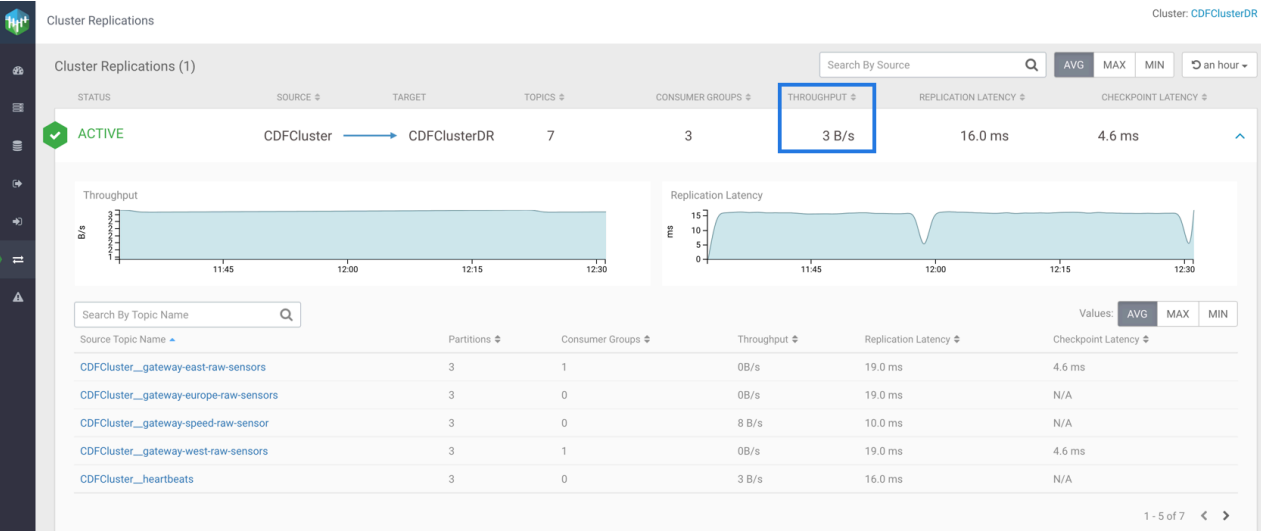 Cluster Replications
Cluster: CDFClusterDR
Cluster Replications (1)
Search By Source
AVG MAX MIN
an hour
STATUS SOURCE TARGET TOPICS CONSUMER GROUPS THROUGHPUT REPLICATION LATENCY CHECKPOINT LATENCY
ACTIVE CDFCluster CDFClusterDR 7 3 3 B/s 16.0 ms 4.6 ms
Throughput
B/s
3
2
2
2
2
2
1
11:45 12:00 12:15 12:30
Replication Latency
ms
15
10
5
0
11:45 12:00 12:15 12:30
Search By Topic Name
Values: AVG MAX MIN
Source Topic Name Partitions Consumer Groups Throughput Replication Latency Checkpoint Latency
CDFCluster__gateway-east-raw-sensors 3 1 0B/s 19.0 ms 4.6 ms
CDFCluster__gateway-europe-raw-sensors 3 0 0B/s 19.0 ms N/A
CDFCluster__gateway-speed-raw-sensor 3 0 8 B/s 10.0 ms N/A
CDFCluster__gateway-west-raw-sensors 3 1 0B/s 19.0 ms 4.6 ms
CDFCluster__heartbeats 3 0 3 B/s 16.0 ms N/A
1 - 5 of 7